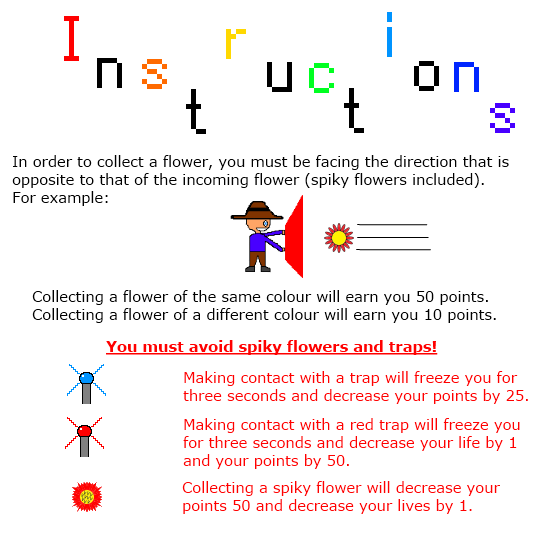 Instructions
In order to collect a flower, you must be facing the direction that is
opposite to that of the incoming flower (spiky flowers included).
For example:
Collecting a flower of the same colour will earn you 50 points.
Collecting a flower of a different colour will earn you 10 points.
You must avoid spiky flowers and traps!
Making contact with a trap will freeze you for
three seconds and decrease your points by 25.
Making contact with a red trap will freeze you
for three seconds and decrease your life by 1
and your points by 50.
Collecting a spiky flower will decrease your
points 50 and decrease your lives by 1.